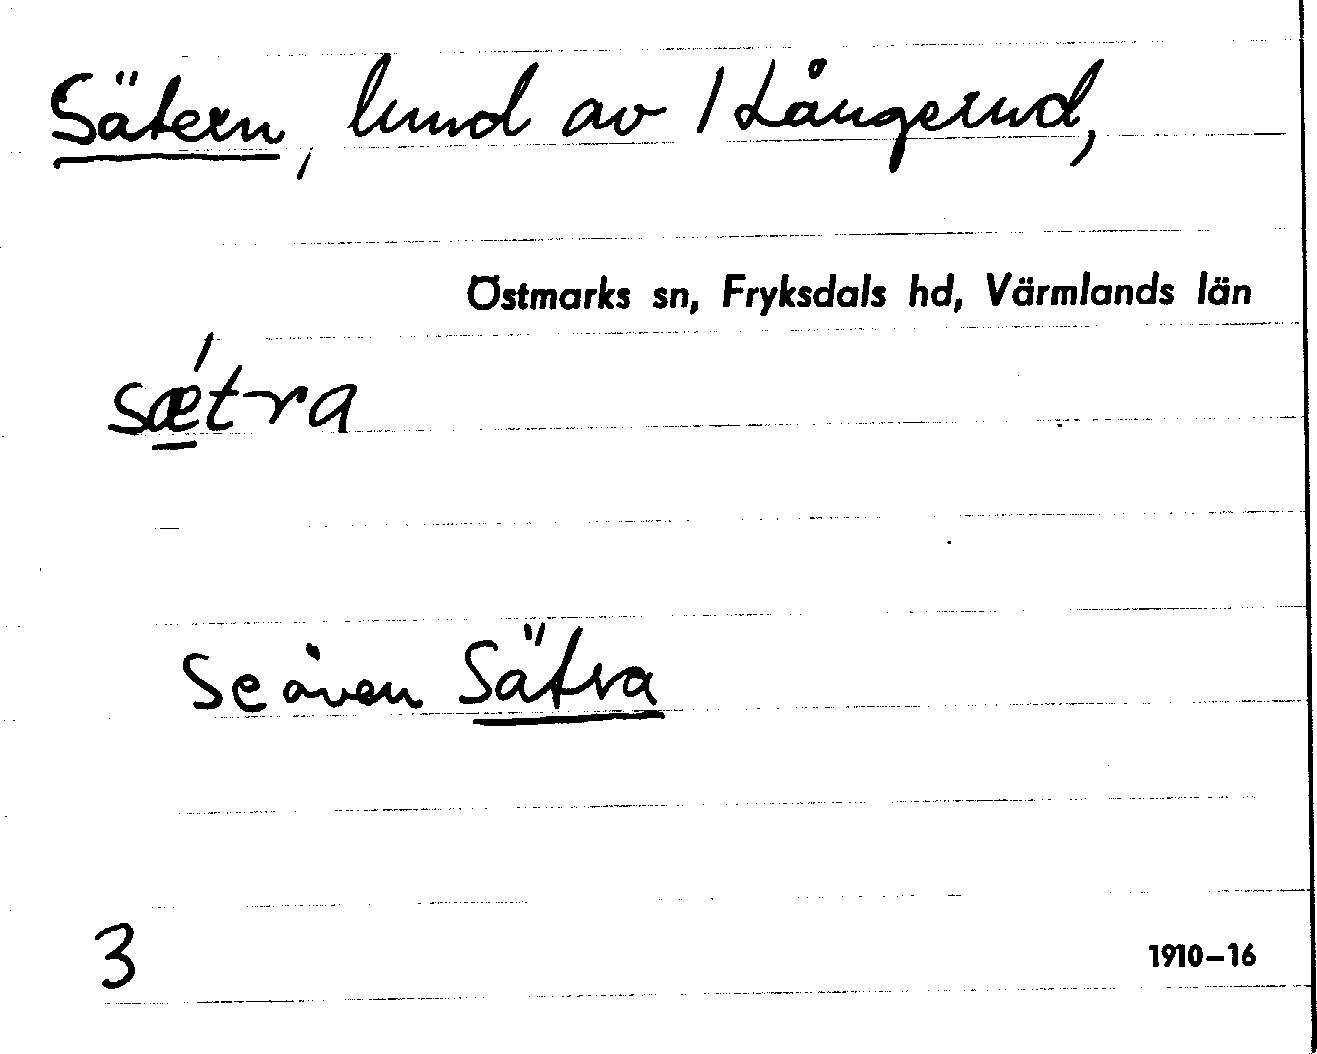 Sätern, lund av 1 Långerud,
Östmarks sn, Fryksdals hd, Värmlands län
sǽtra
Se även Sätra
3
1910–16